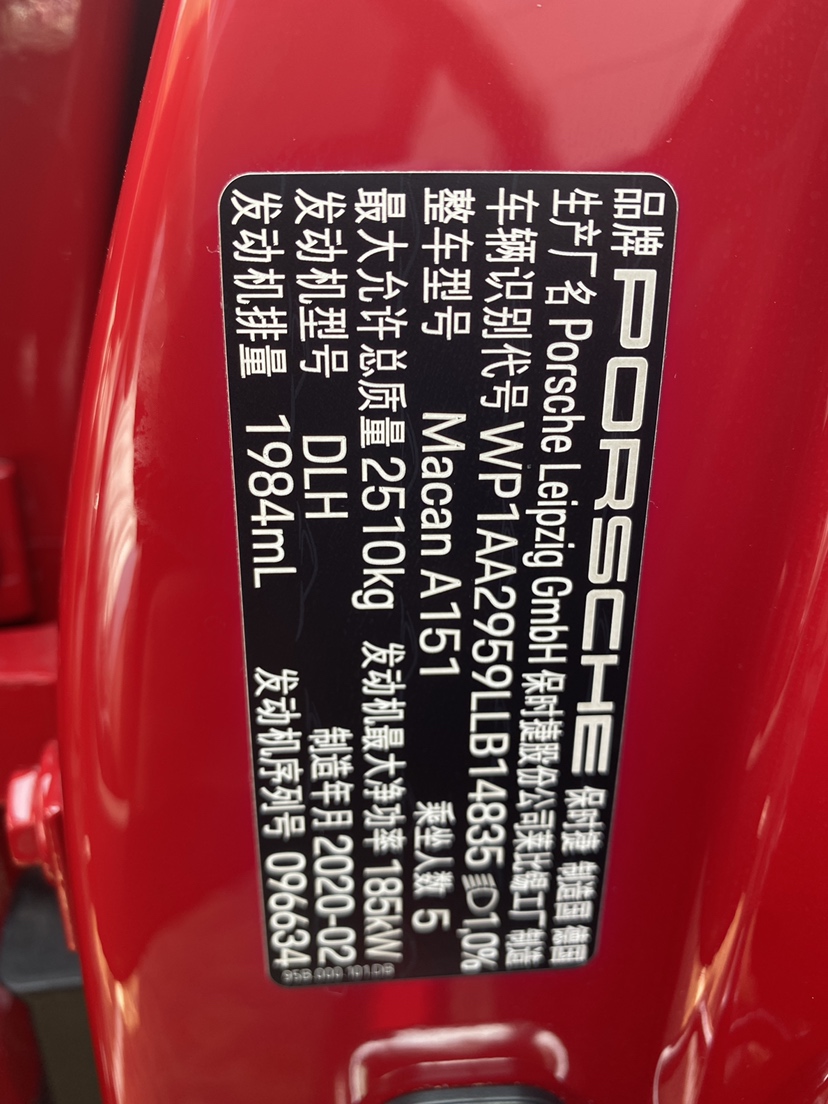 品牌 PORSCHE 保时捷 制造国 德国
生产厂名 Porsche Leipzig GmbH 保时捷股份公司莱比锡工厂 制造
车辆识别代号 WP1AA2959LLB14835 1,0%
整车型号 Macan A151 乘坐人数 5
最大允许总质量 2510kg 发动机最大净功率 185kW
发动机型号 DLH 制造年月 2020-02
发动机排量 1984mL 发动机序列号 096634
95B.000.101.DB